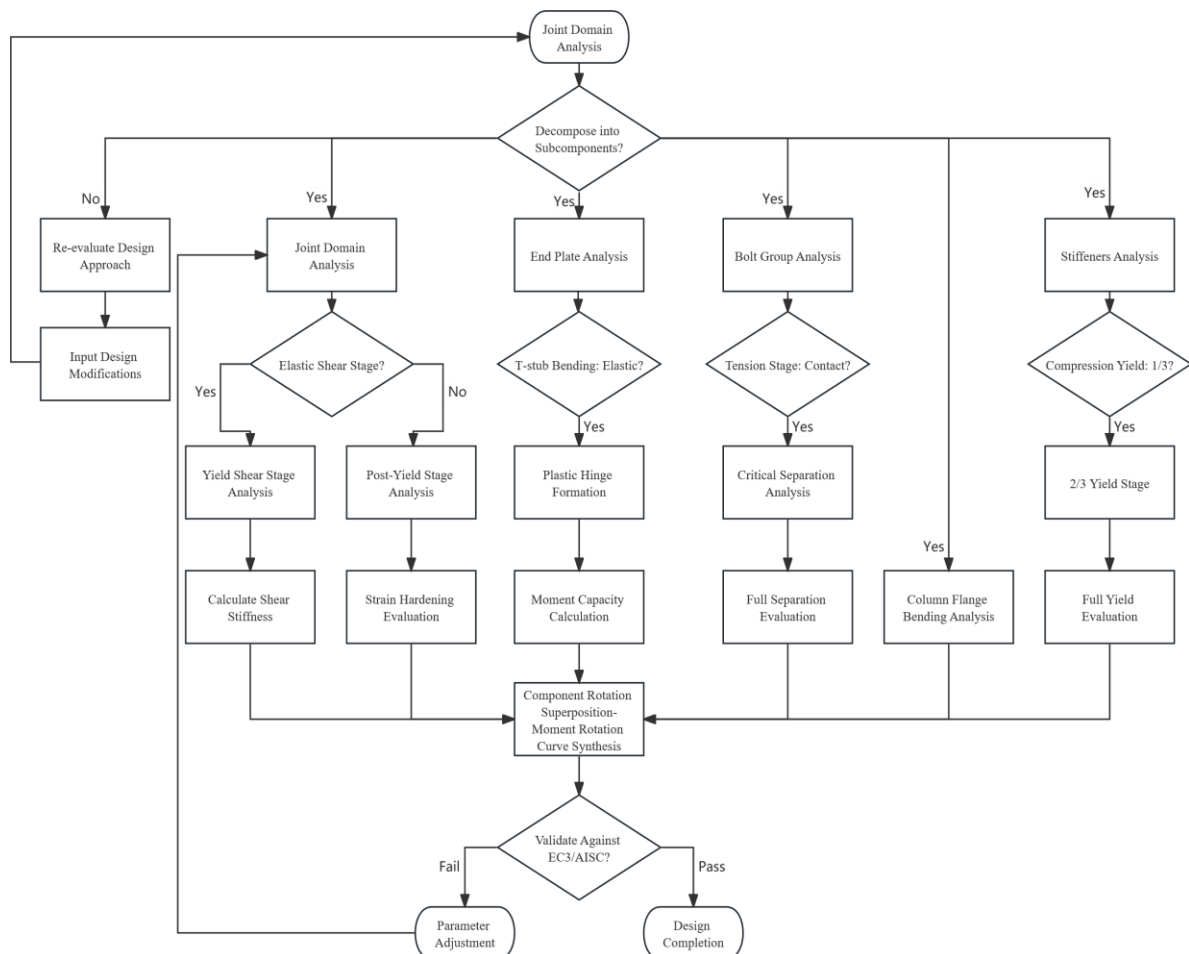 Joint Domain
Analysis
Decompose into
Subcomponents?
No
Yes
Yes
Yes
Yes
Re-evaluate Design
Approach
Joint Domain
Analysis
End Plate Analysis
Bolt Group Analysis
Stiffeners Analysis
Input Design
Modifications
Elastic Shear Stage?
T-stub Bending: Elastic?
Tension Stage: Contact?
Compression Yield: 1/3?
Yes
No
Yes
Yes
Yes
Yield Shear Stage
Analysis
Post-Yield Stage
Analysis
Plastic Hinge
Formation
Critical Separation
Analysis
2/3 Yield Stage
Yes
Calculate Shear
Stiffness
Strain Hardening
Evaluation
Moment Capacity
Calculation
Full Separation
Evaluation
Column Flange
Bending Analysis
Full Yield
Evaluation
Component Rotation
Superposition-
Moment Rotation
Curve Synthesis
Validate Against
EC3/AISC?
Fail
Pass
Parameter
Adjustment
Design
Completion